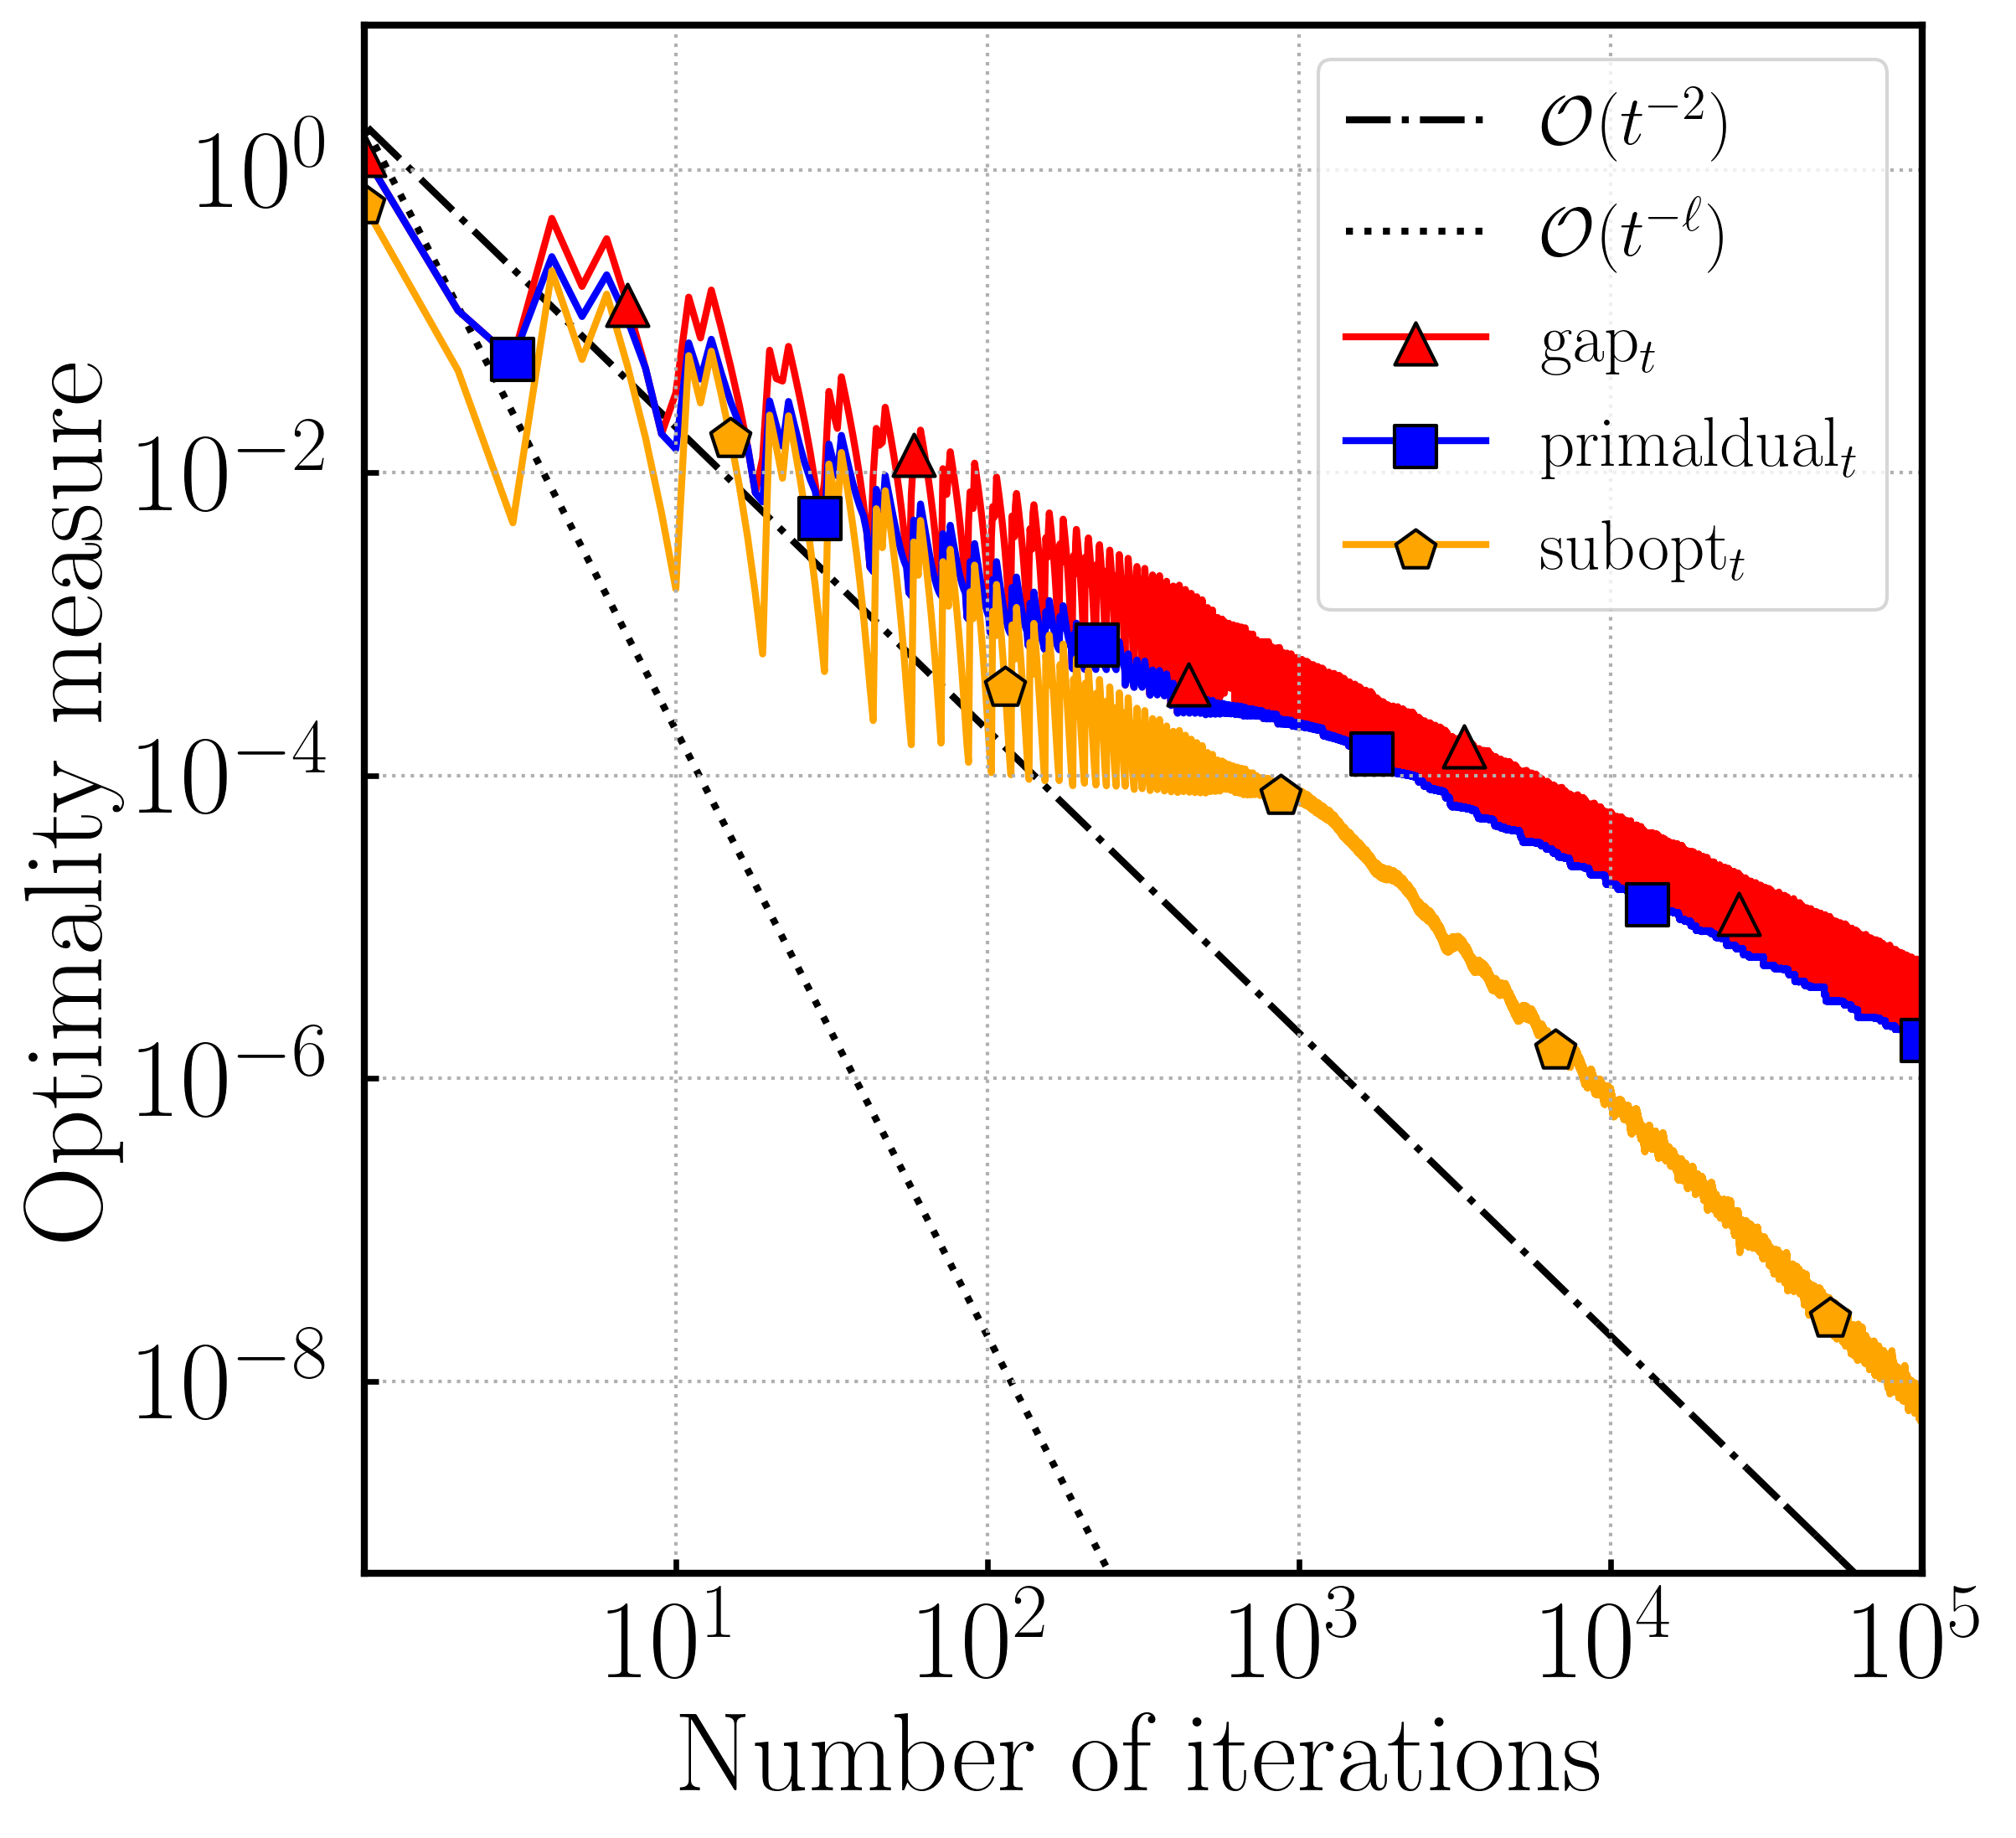 Optimality measure
10⁰
10⁻²
10⁻⁴
10⁻⁶
10⁻⁸
𝒪(t⁻²)
𝒪(t^{-ℓ})
gapₜ
primaldualₜ
suboptₜ
10¹ 10² 10³ 10⁴ 10⁵
Number of iterations